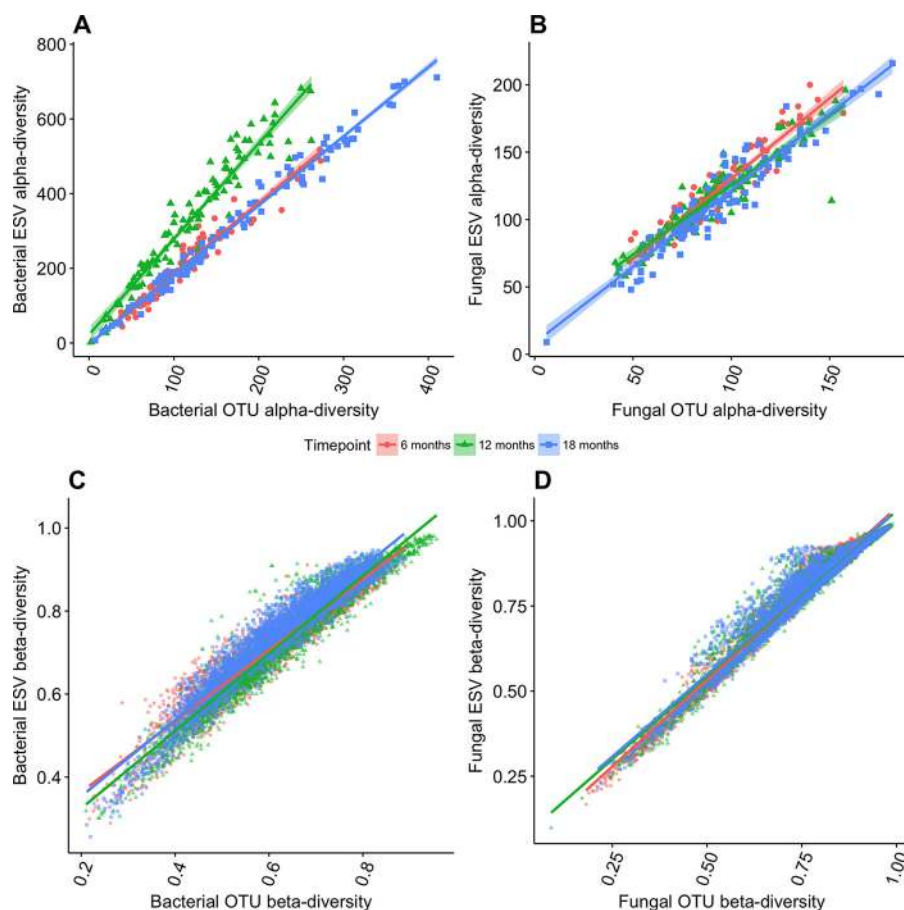 A
B
800
600
400
200
0
Bacterial ESV alpha-diversity
0
100
200
300
400
Bacterial OTU alpha-diversity
200
150
100
50
0
Fungal ESV alpha-diversity
0
50
100
150
Fungal OTU alpha-diversity
Timepoint 6 months 12 months 18 months
C
D
1.0
0.8
0.6
0.4
Bacterial ESV beta-diversity
0.2
0.4
0.6
0.8
Bacterial OTU beta-diversity
1.00
0.75
0.50
0.25
Fungal ESV beta-diversity
0.25
0.50
0.75
1.00
Fungal OTU beta-diversity